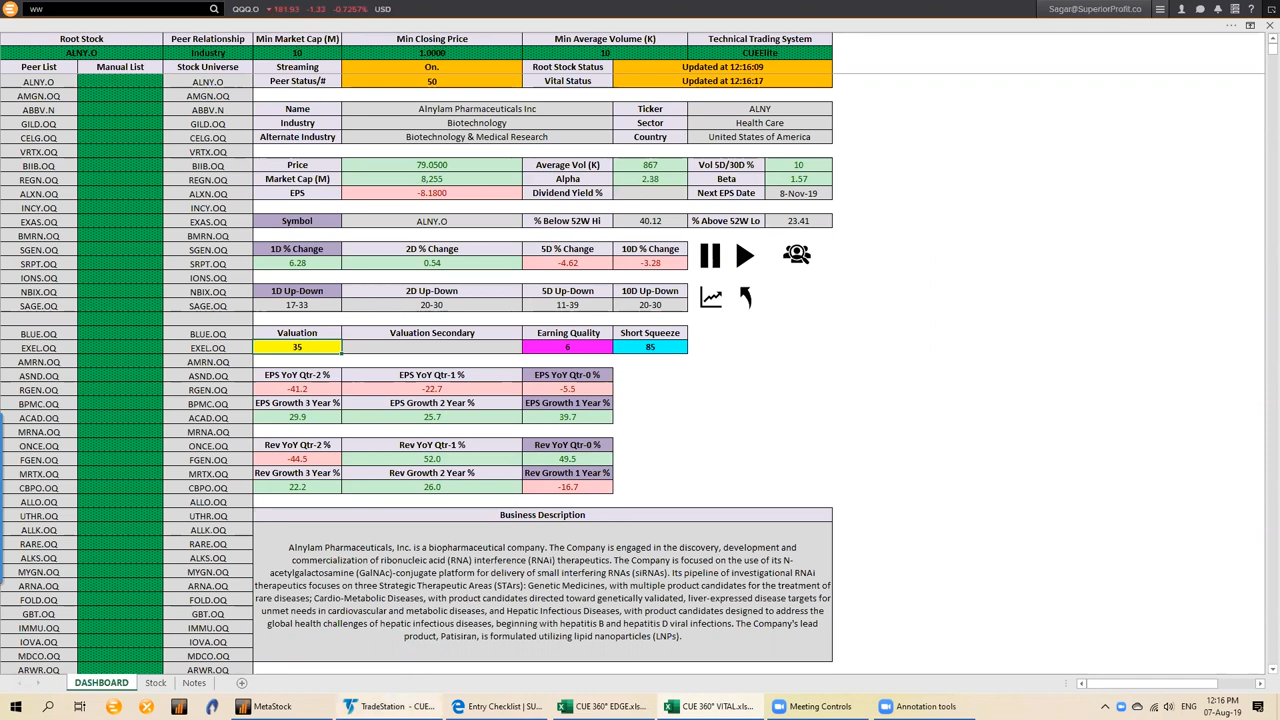 ww QQQ.O 181.93 -1.33 -0.7257% USD Sagar@SuperiorProfit.co
Root Stock Peer Relationship Min Market Cap (M) Min Closing Price Min Average Volume (K) Technical Trading System
ALNY.O Industry 10 1.0000 10 CUEElite
Peer List Manual List Stock Universe Streaming On. Root Stock Status Updated at 12:16:09
ALNY.O ALNY.O Peer Status/# 50 Vital Status Updated at 12:16:17
AMGN.OQ AMGN.OQ
ABBV.N ABBV.N Name Alnylam Pharmaceuticals Inc Ticker ALNY
GILD.OQ GILD.OQ Industry Biotechnology Sector Health Care
CELG.OQ CELG.OQ Alternate Industry Biotechnology & Medical Research Country United States of America
VRTX.OQ VRTX.OQ
BIIB.OQ BIIB.OQ Price 79.0500 Average Vol (K) 867 Vol 5D/30D % 10
REGN.OQ REGN.OQ Market Cap (M) 8,255 Alpha 2.38 Beta 1.57
ALXN.OQ ALXN.OQ EPS -8.1800 Dividend Yield % Next EPS Date 8-Nov-19
INCY.OQ INCY.OQ
EXAS.OQ EXAS.OQ Symbol ALNY.O % Below 52W Hi 40.12 % Above 52W Lo 23.41
BMRN.OQ BMRN.OQ
SGEN.OQ SGEN.OQ 1D % Change 2D % Change 5D % Change 10D % Change
SRPT.OQ SRPT.OQ 6.28 0.54 -4.62 -3.28
IONS.OQ IONS.OQ
NBIX.OQ NBIX.OQ 1D Up-Down 2D Up-Down 5D Up-Down 10D Up-Down
SAGE.OQ SAGE.OQ 17-33 20-30 11-39 20-30
BLUE.OQ BLUE.OQ Valuation Valuation Secondary Earning Quality Short Squeeze
EXEL.OQ EXEL.OQ 35 6 85
AMRN.OQ AMRN.OQ
ASND.OQ ASND.OQ EPS YoY Qtr-2 % EPS YoY Qtr-1 % EPS YoY Qtr-0 %
RGEN.OQ RGEN.OQ -41.2 -22.7 -5.5
BPMC.OQ BPMC.OQ EPS Growth 3 Year % EPS Growth 2 Year % EPS Growth 1 Year %
ACAD.OQ ACAD.OQ 29.9 25.7 39.7
MRNA.OQ MRNA.OQ
ONCE.OQ ONCE.OQ Rev YoY Qtr-2 % Rev YoY Qtr-1 % Rev YoY Qtr-0 %
FGEN.OQ FGEN.OQ -44.5 52.0 49.5
MRTX.OQ MRTX.OQ Rev Growth 3 Year % Rev Growth 2 Year % Rev Growth 1 Year %
CBPO.OQ CBPO.OQ 22.2 26.0 -16.7
ALLO.OQ ALLO.OQ
UTHR.OQ UTHR.OQ Business Description
ALLK.OQ ALLK.OQ
RARE.OQ RARE.OQ
ALKS.OQ ALKS.OQ
MYGN.OQ MYGN.OQ
ARNA.OQ ARNA.OQ
FOLD.OQ FOLD.OQ
GBT.OQ GBT.OQ
IMMU.OQ IMMU.OQ
IOVA.OQ IOVA.OQ
MDCO.OQ MDCO.OQ
ARWR.OQ ARWR.OQ
Alnylam Pharmaceuticals, Inc. is a biopharmaceutical company. The Company is engaged in the discovery, development and
commercialization of ribonucleic acid (RNA) interference (RNAi) therapeutics. The Company is focused on the use of its N-
acetylgalactosamine (GalNAc)-conjugate platform for delivery of small interfering RNAs (siRNAs). Its pipeline of investigational RNAi
therapeutics focuses on three Strategic Therapeutic Areas (STArs): Genetic Medicines, with multiple product candidates for the treatment of
rare diseases; Cardio-Metabolic Diseases, with product candidates directed toward genetically validated, liver-expressed disease targets for
unmet needs in cardiovascular and metabolic diseases, and Hepatic Infectious Diseases, with product candidates designed to address the
global health challenges of hepatic infectious diseases, beginning with hepatitis B and hepatitis D viral infections. The Company's lead
product, Patisiran, is formulated utilizing lipid nanoparticles (LNPs).
DASHBOARD Stock Notes
MetaStock TradeStation - CUE... Entry Checklist | SU... CUE 360° EDGE.xls... CUE 360° VITAL.xls... Meeting Controls Annotation tools ENG 12:16 PM
07-Aug-19